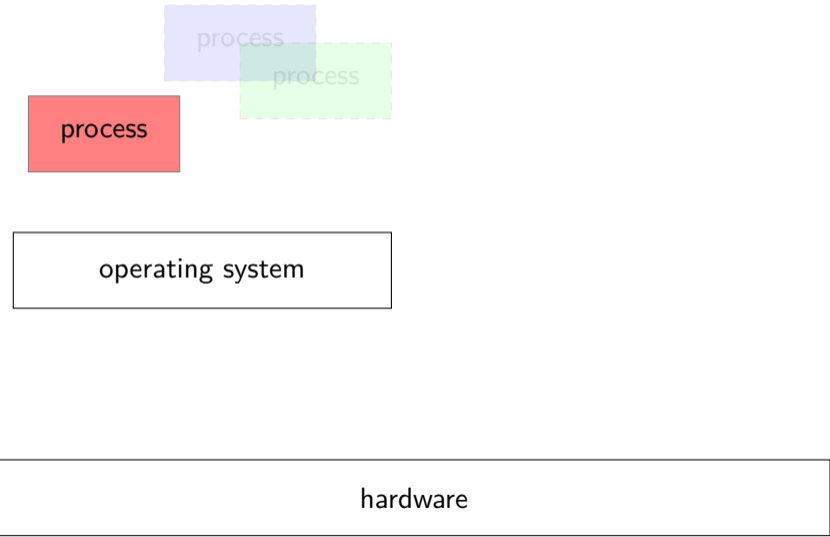 process
process
process
operating system
hardware